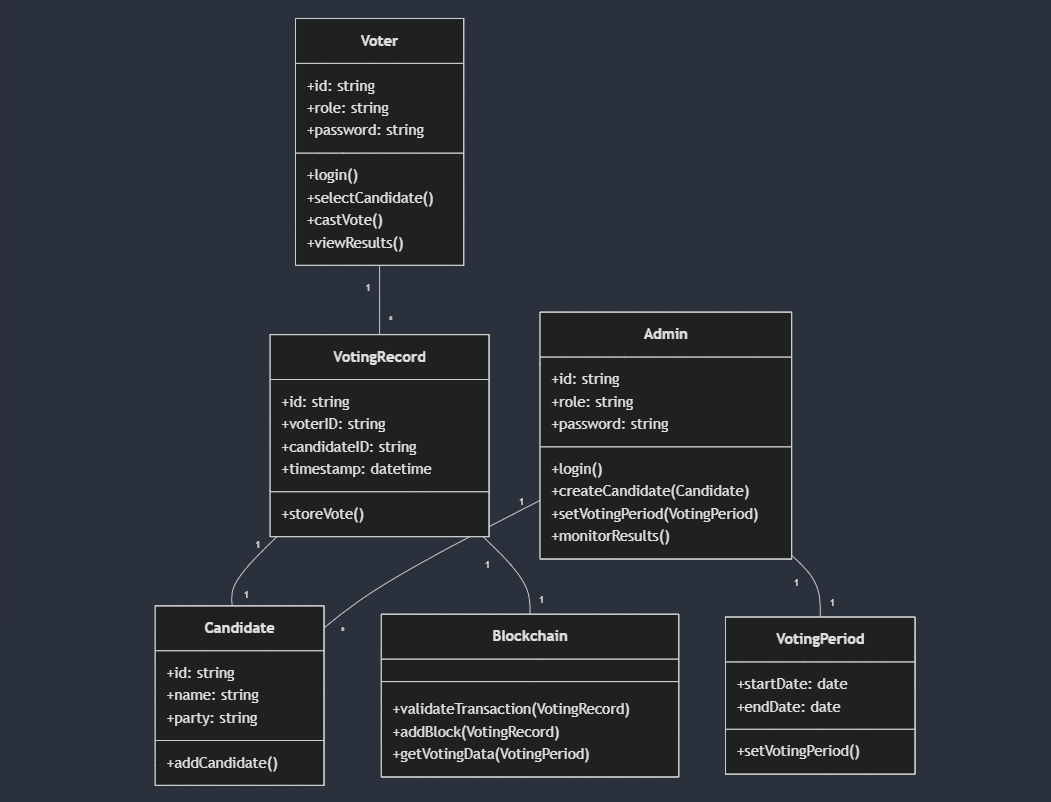 Voter
+id: string
+role: string
+password: string
+login()
+selectCandidate()
+castVote()
+viewResults()
1
*
VotingRecord
+id: string
+voterID: string
+candidateID: string
+timestamp: datetime
+storeVote()
Admin
+id: string
+role: string
+password: string
+login()
+createCandidate(Candidate)
+setVotingPeriod(VotingPeriod)
+monitorResults()
1
1
1
1
1
1
*
1
1
Candidate
+id: string
+name: string
+party: string
+addCandidate()
Blockchain
+validateTransaction(VotingRecord)
+addBlock(VotingRecord)
+getVotingData(VotingPeriod)
VotingPeriod
+startDate: date
+endDate: date
+setVotingPeriod()